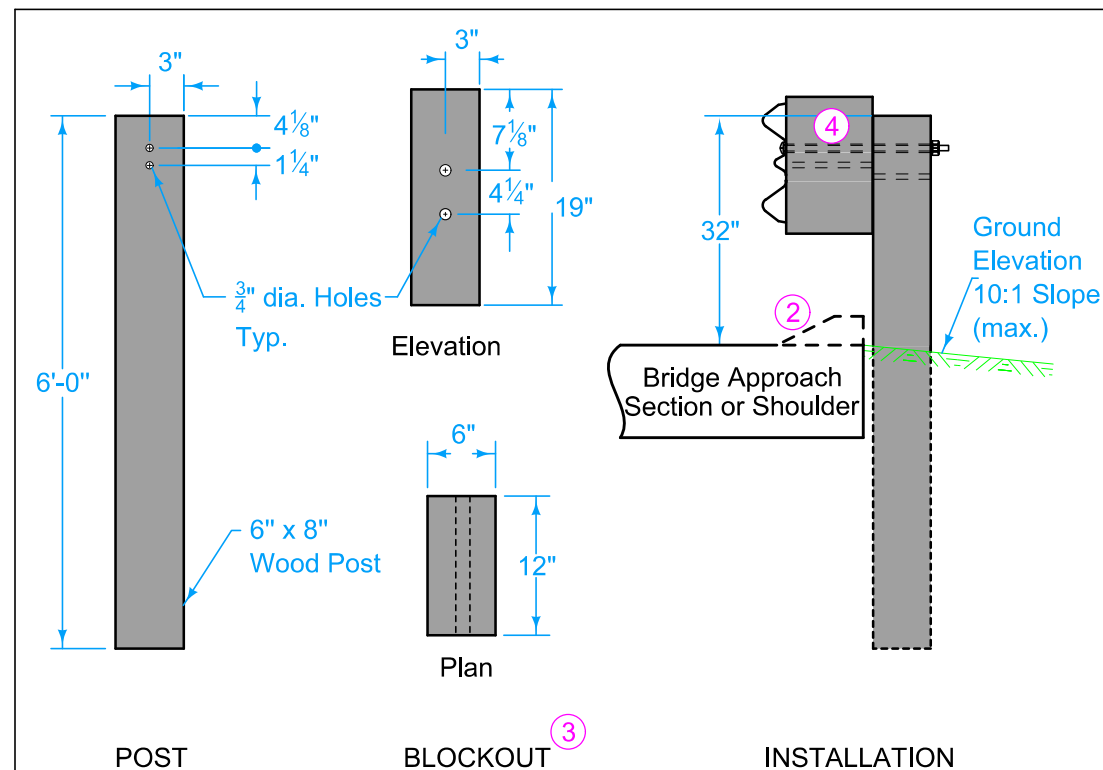 3"
4⅛"
1¼"
6'-0"
¾" dia. Holes
Typ.
6" x 8"
Wood Post
POST
3"
7⅛"
4¼"
19"
Elevation
6"
12"
Plan
BLOCKOUT
3
4
32"
2
Ground
Elevation
10:1 Slope
(max.)
Bridge Approach
Section or Shoulder
INSTALLATION